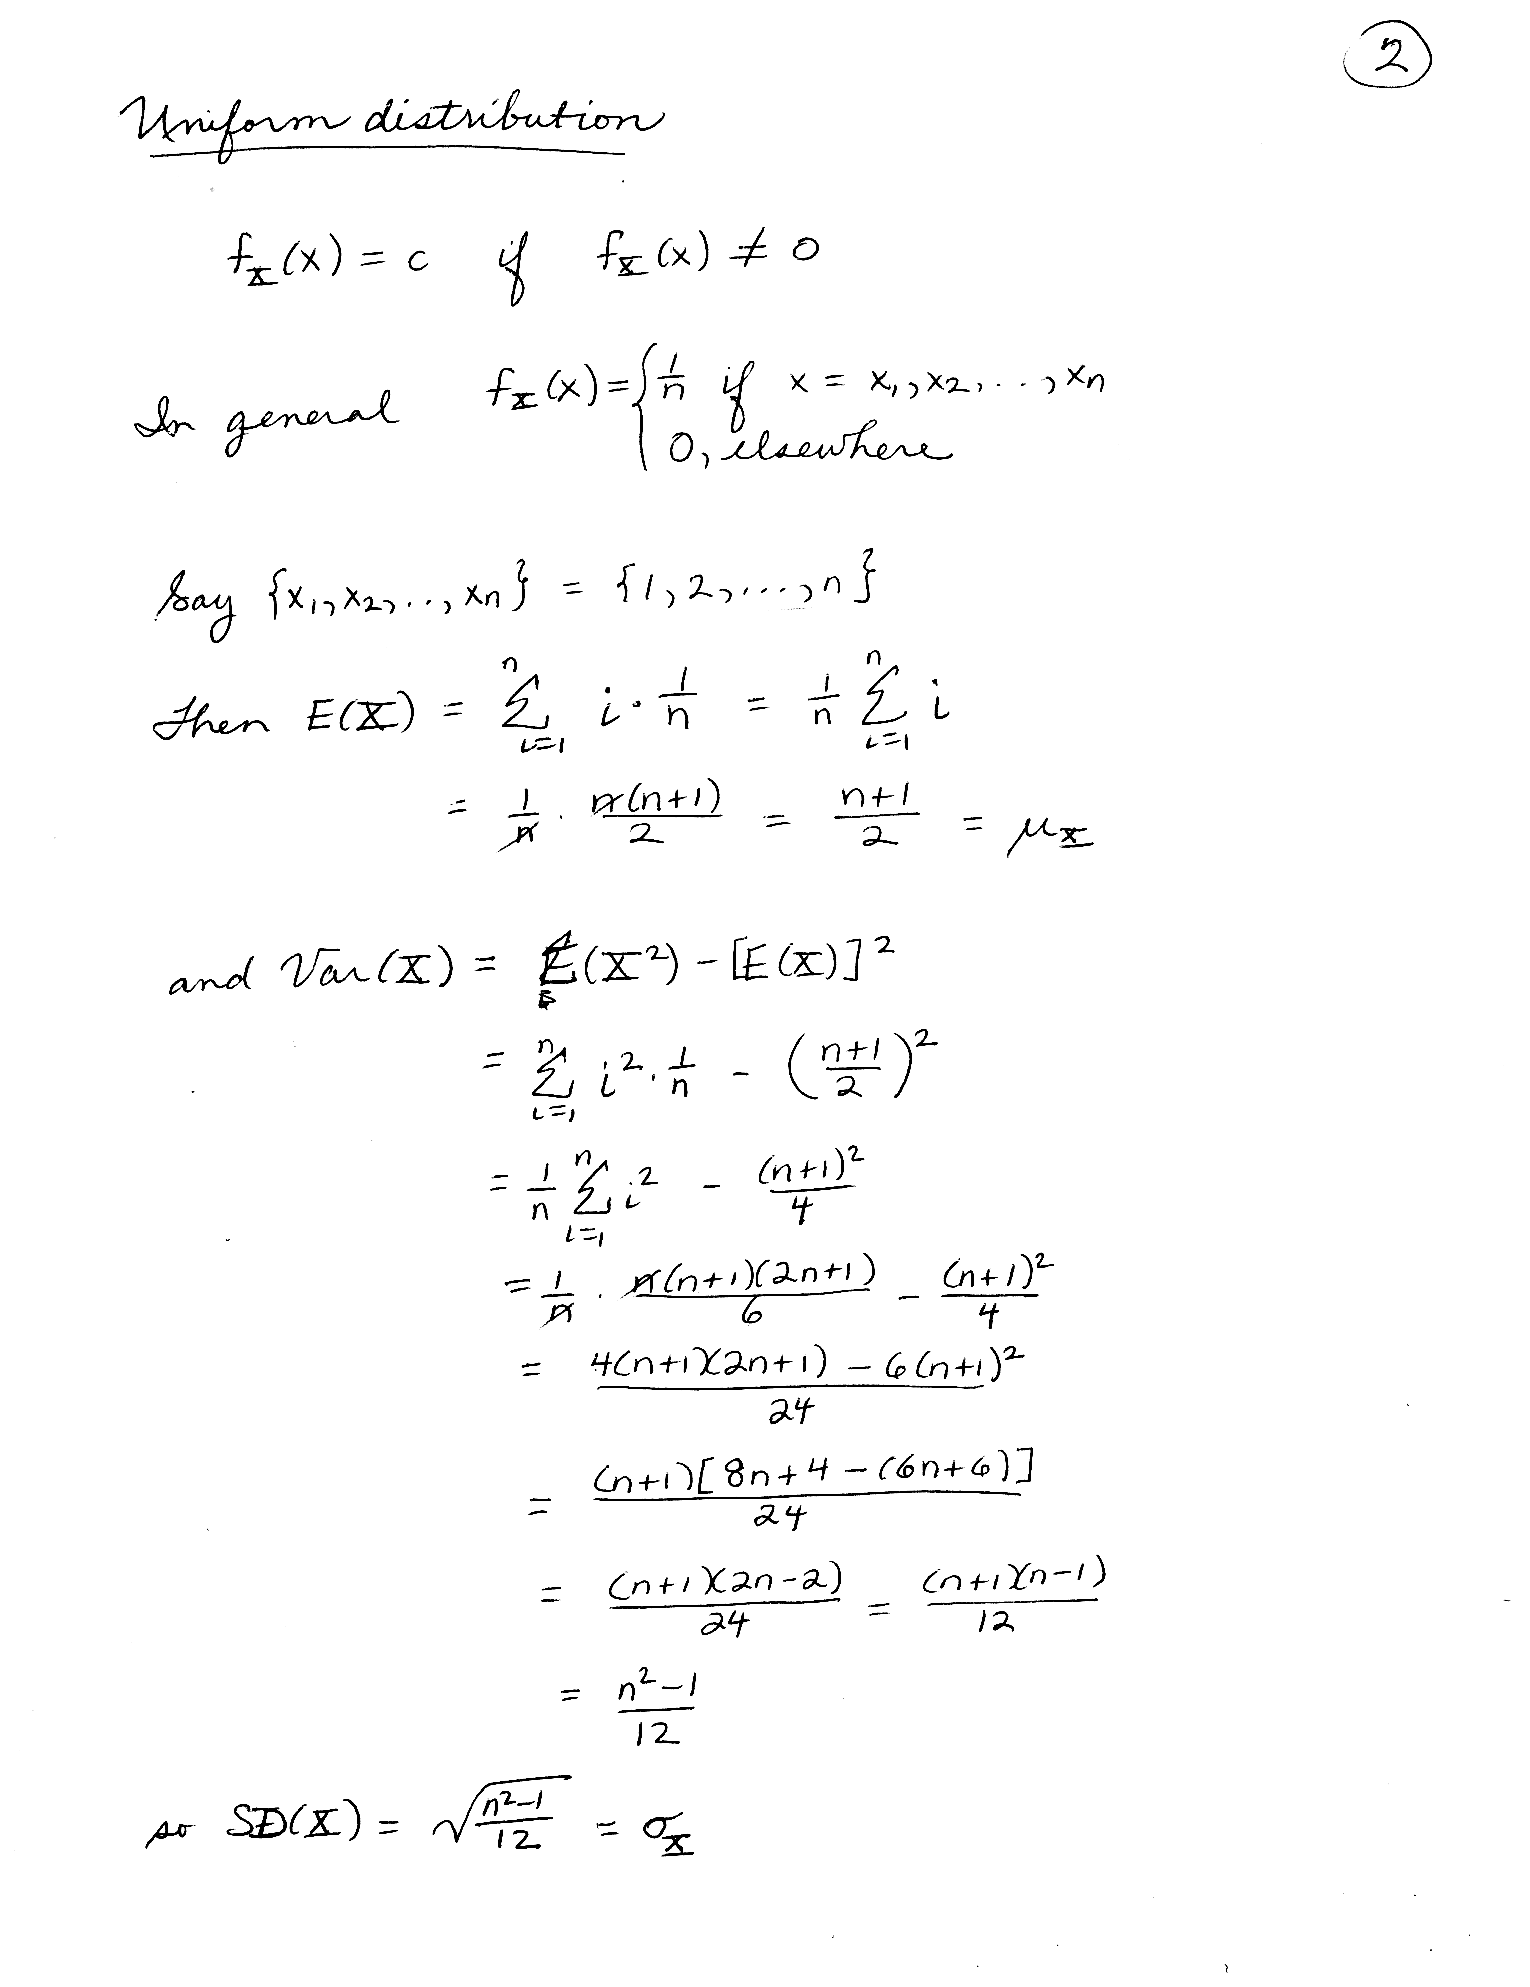 2
Uniform distribution
f_X(x) = c if f_X(x) ≠ 0
In general f_X(x) = { 1/n if x = x₁, x₂, ..., xn
0, elsewhere
Say {x₁, x₂, ..., xn} = {1, 2, ..., n}
then E(X) = Σ_{i=1}^{n} i · 1/n = 1/n Σ_{i=1}^{n} i
= 1/n · n(n+1)/2 = (n+1)/2 = μ_X
and Var(X) = E(X²) - [E(X)]²
= Σ_{i=1}^{n} i² · 1/n - ((n+1)/2)²
= 1/n Σ_{i=1}^{n} i² - (n+1)²/4
= 1/n · n(n+1)(2n+1)/6 - (n+1)²/4
= (4(n+1)(2n+1) - 6(n+1)²)/24
= (n+1)[8n+4-(6n+6)]/24
= (n+1)(2n-2)/24 = (n+1)(n-1)/12
= (n²-1)/12
so SD(X) = √((n²-1)/12) = σ_X